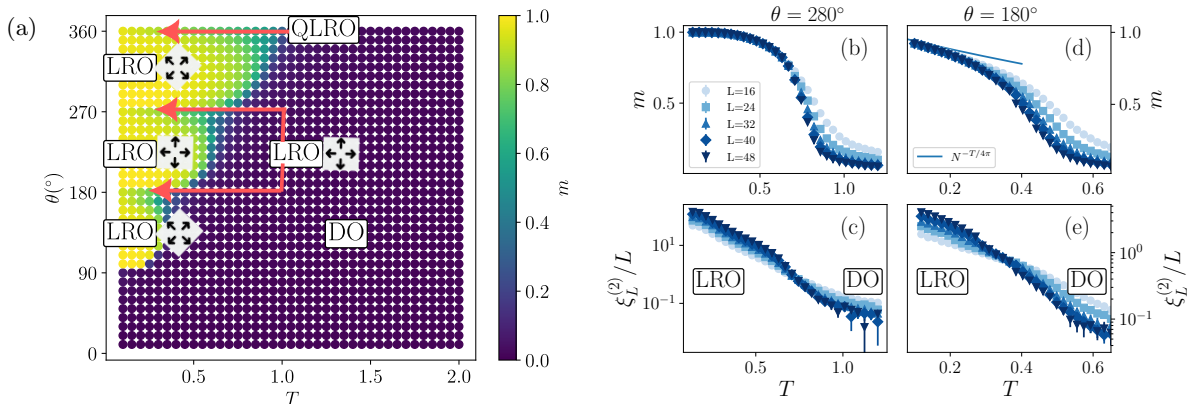 (a)
360
270
180
90
0
θ(°)
0.5
1.0
1.5
2.0
T
QLRO
LRO
LRO
LRO
LRO
DO
1.0
0.8
0.6
0.4
0.2
0.0
m
θ = 280°
(b)
1.0
0.5
m
L=16
L=24
L=32
L=40
L=48
0.5
1.0
θ = 180°
(d)
1.0
0.5
m
N^{-T/4π}
0.2
0.4
0.6
(c)
10^1
10^{-1}
ξ_L^{(2)}/L
LRO
DO
0.5
1.0
T
(e)
10^0
10^{-1}
ξ_L^{(2)}/L
LRO
DO
0.2
0.4
0.6
T